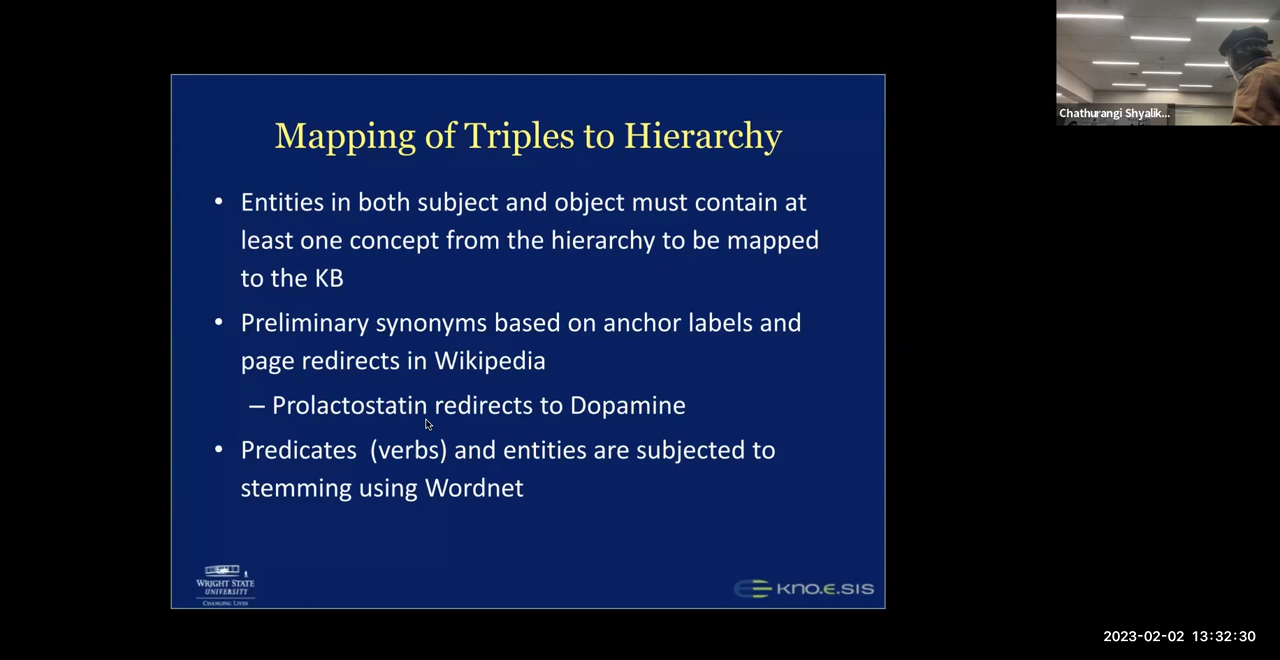 Chathurangi Shyalik...
Mapping of Triples to Hierarchy
• Entities in both subject and object must contain at
least one concept from the hierarchy to be mapped
to the KB
• Preliminary synonyms based on anchor labels and
page redirects in Wikipedia
– Prolactostatin redirects to Dopamine
• Predicates (verbs) and entities are subjected to
stemming using Wordnet
WRIGHT STATE
UNIVERSITY
CHANGING LIVES
kno.e.sis
2023-02-02 13:32:30